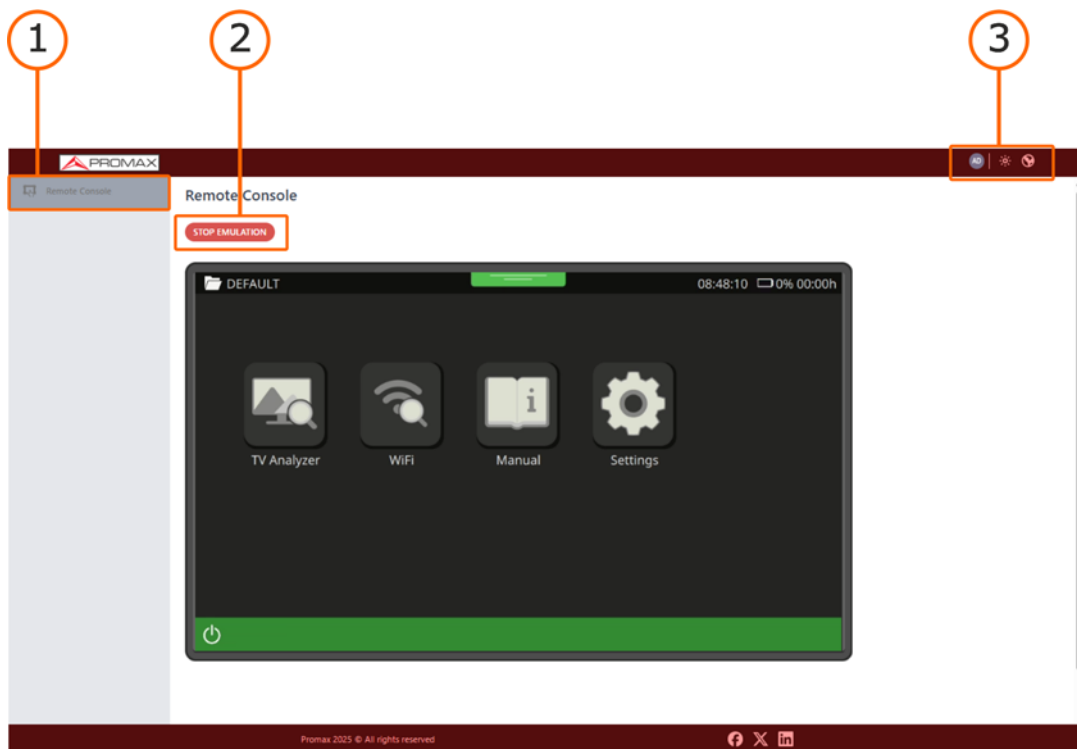 1
2
3
PROMAX
AD
Remote Console
Remote Console
STOP EMULATION
DEFAULT
08:48:10 0% 00:00h
i
TV Analyzer
WiFi
Manual
Settings
Promax 2025 © All rights reserved